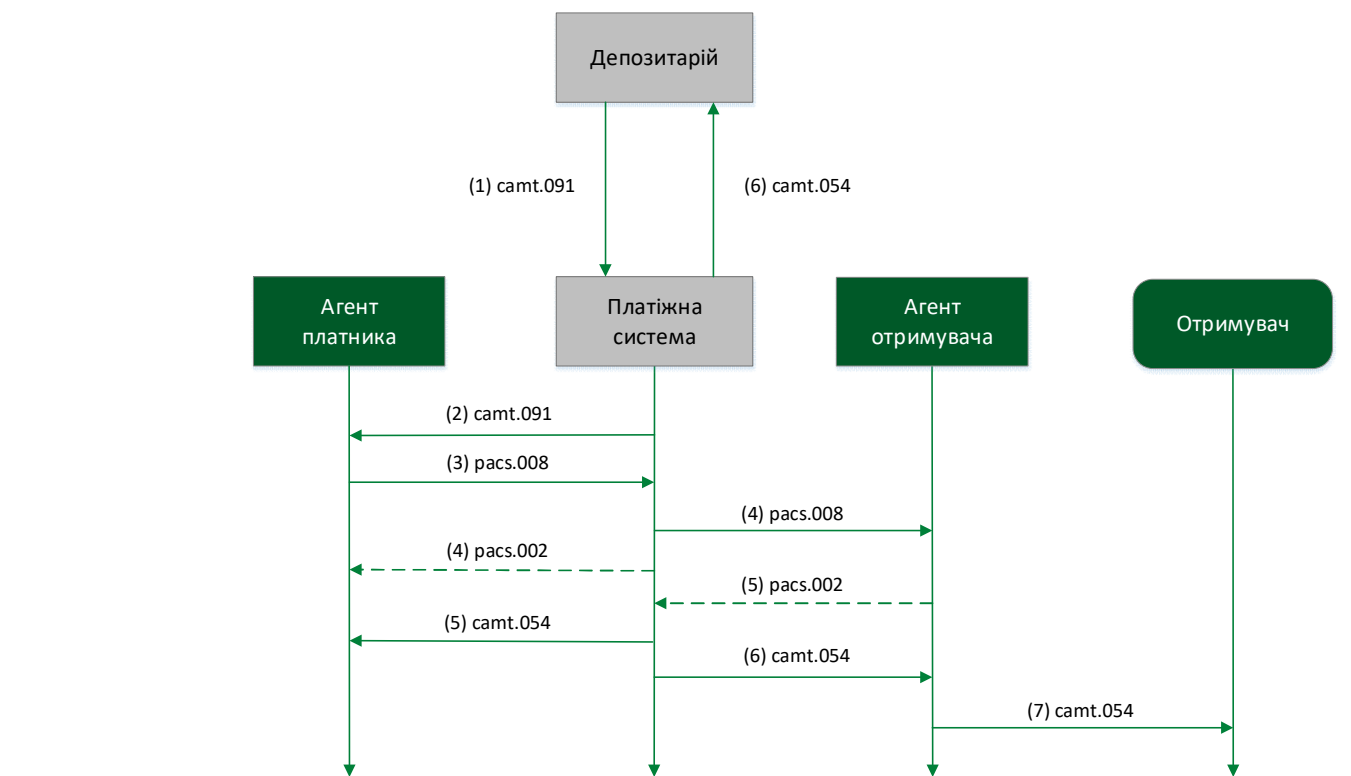 Депозитарій
(1) camt.091
(6) camt.054
Агент
платника
Платіжна
система
Агент
отримувача
Отримувач
(2) camt.091
(3) pacs.008
(4) pacs.008
(4) pacs.002
(5) pacs.002
(5) camt.054
(6) camt.054
(7) camt.054